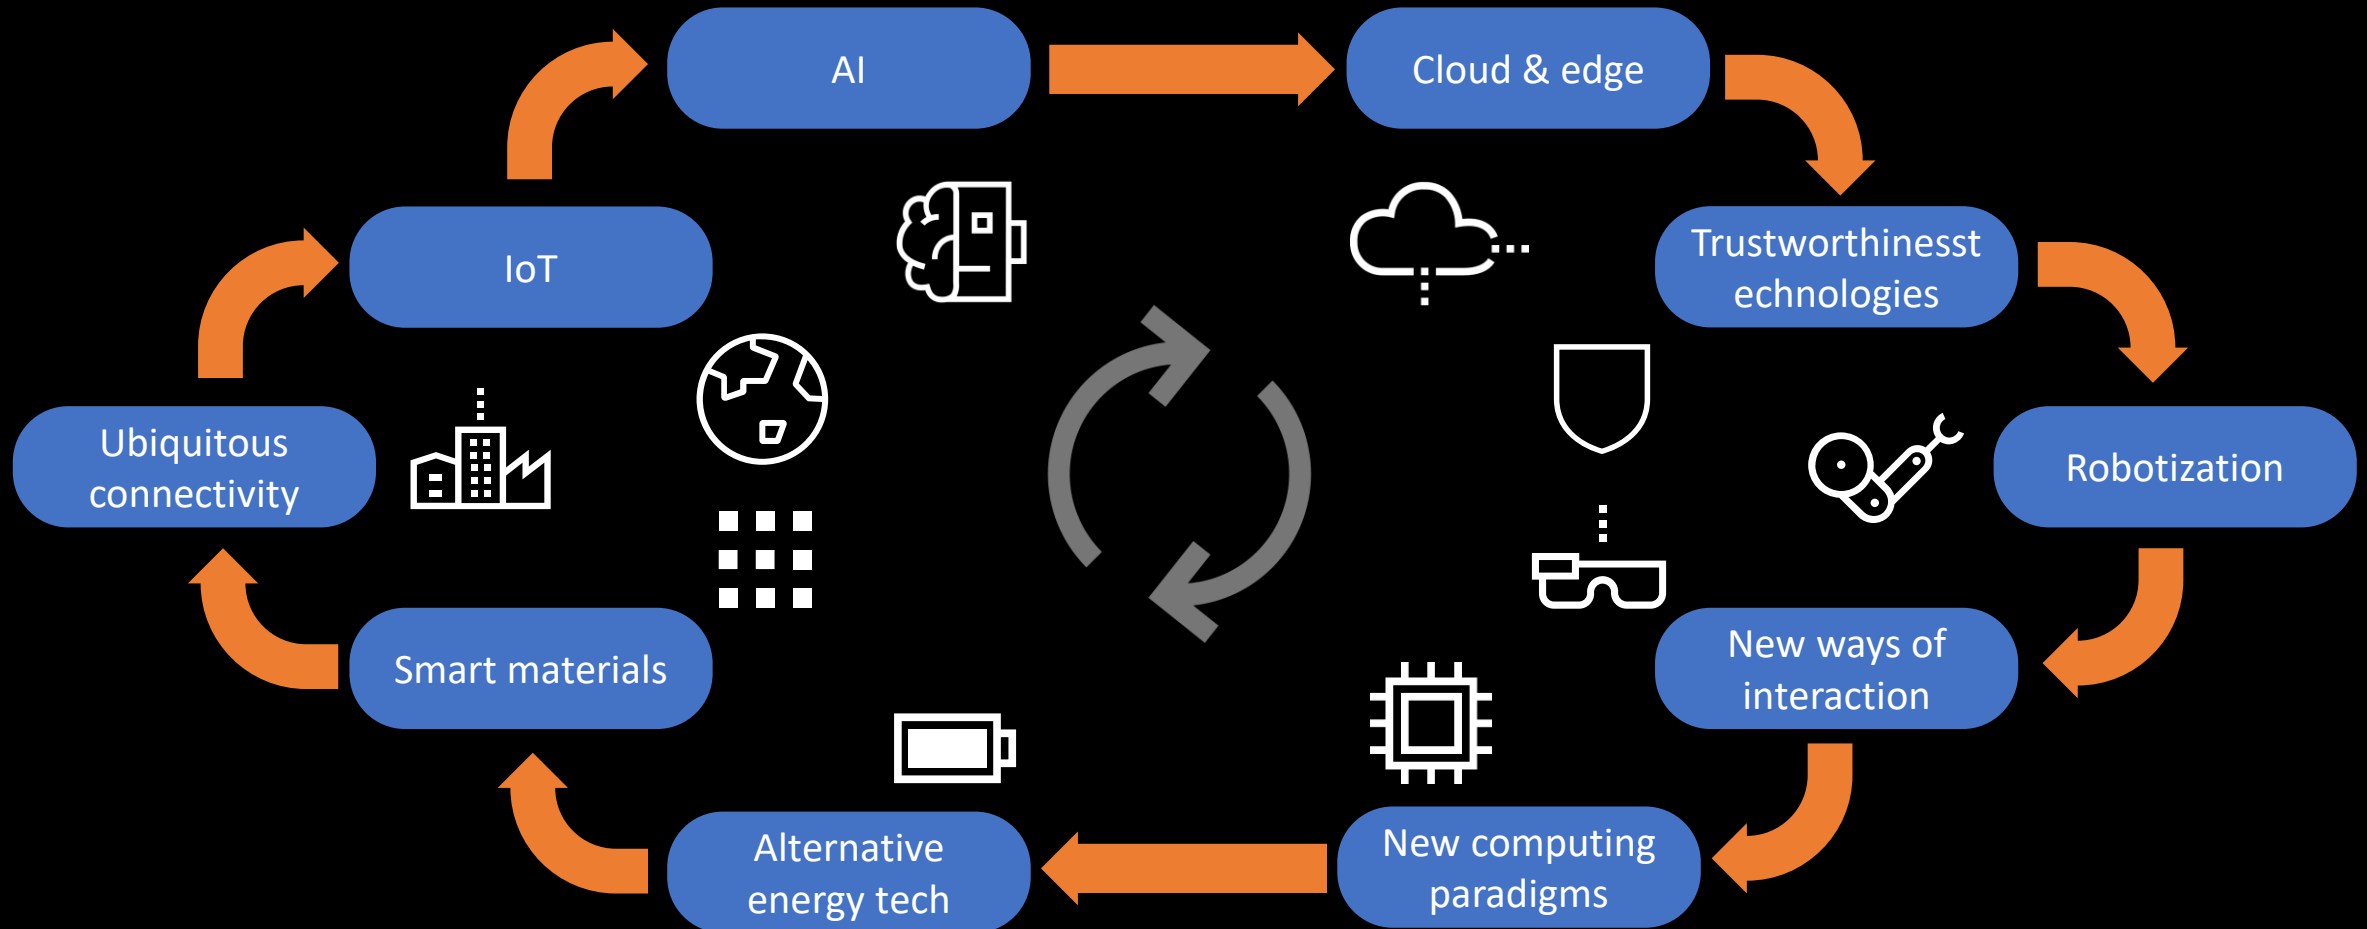 AI
Cloud & edge
Trustworthinesst
echnologies
IoT
Ubiquitous
connectivity
Robotization
Smart materials
New ways of
interaction
Alternative
energy tech
New computing
paradigms